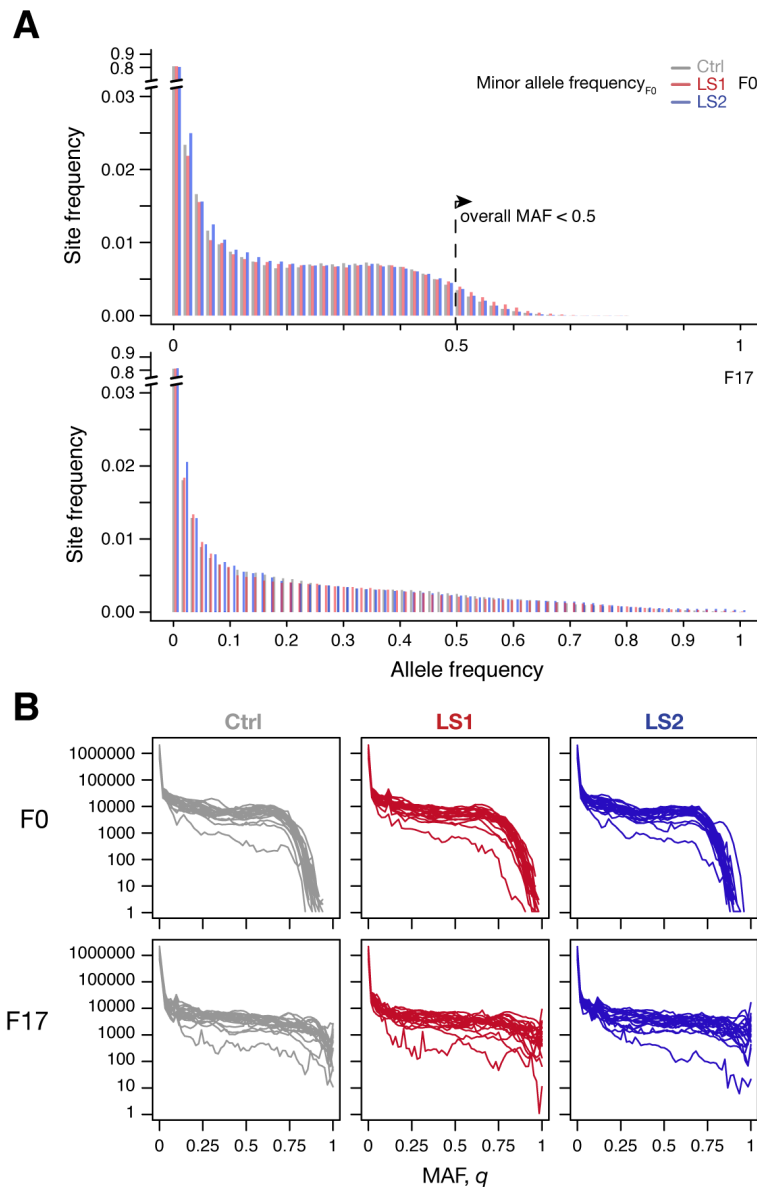 A
0.9
0.8
0.03
0.02
0.01
0.00
Site frequency
Minor allele frequency F0
Ctrl
LS1
LS2
F0
overall MAF < 0.5
0 0.5 1
0.9
0.8
0.03
0.02
0.01
0.00
Site frequency
F17
0 0.1 0.2 0.3 0.4 0.5 0.6 0.7 0.8 0.9 1
Allele frequency
B
Ctrl LS1 LS2
F0
1000000
100000
10000
1000
100
10
1
F17
1000000
100000
10000
1000
100
10
1
0 0.25 0.5 0.75 1 0 0.25 0.5 0.75 1 0 0.25 0.5 0.75 1
MAF, q